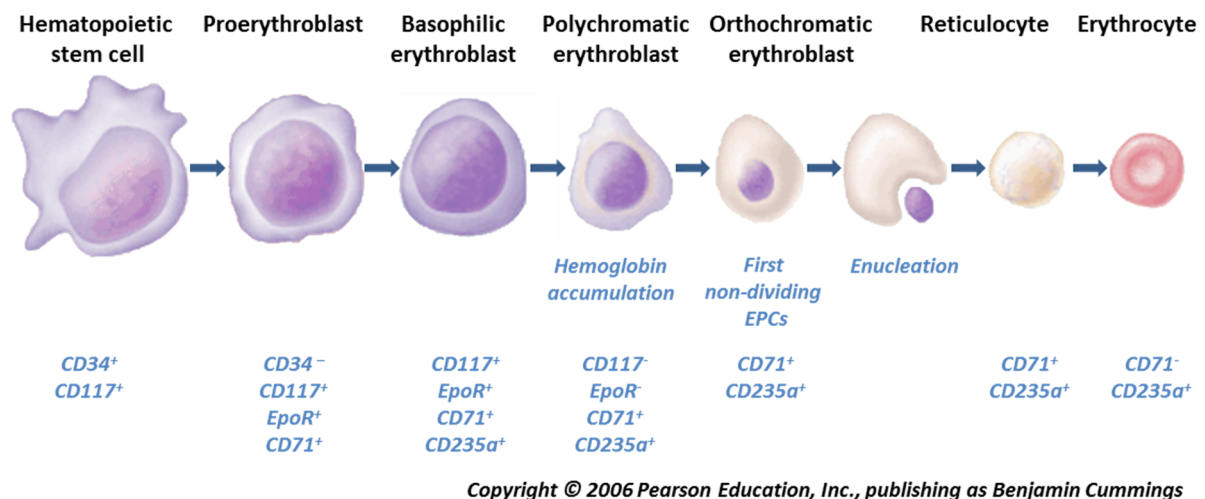 Hematopoietic
stem cell
Proerythroblast
Basophilic
erythroblast
Polychromatic
erythroblast
Orthochromatic
erythroblast
Reticulocyte
Erythrocyte
Hemoglobin
accumulation
First
non-dividing
EPCs
Enucleation
CD34⁺
CD117⁺
CD34 ⁻
CD117⁺
EpoR⁺
CD71⁺
CD117⁺
EpoR⁺
CD71⁺
CD235a⁺
CD117⁻
EpoR⁻
CD71⁺
CD235a⁺
CD71⁺
CD235a⁺
CD71⁺
CD235a⁺
CD71⁻
CD235a⁺
Copyright © 2006 Pearson Education, Inc., publishing as Benjamin Cummings